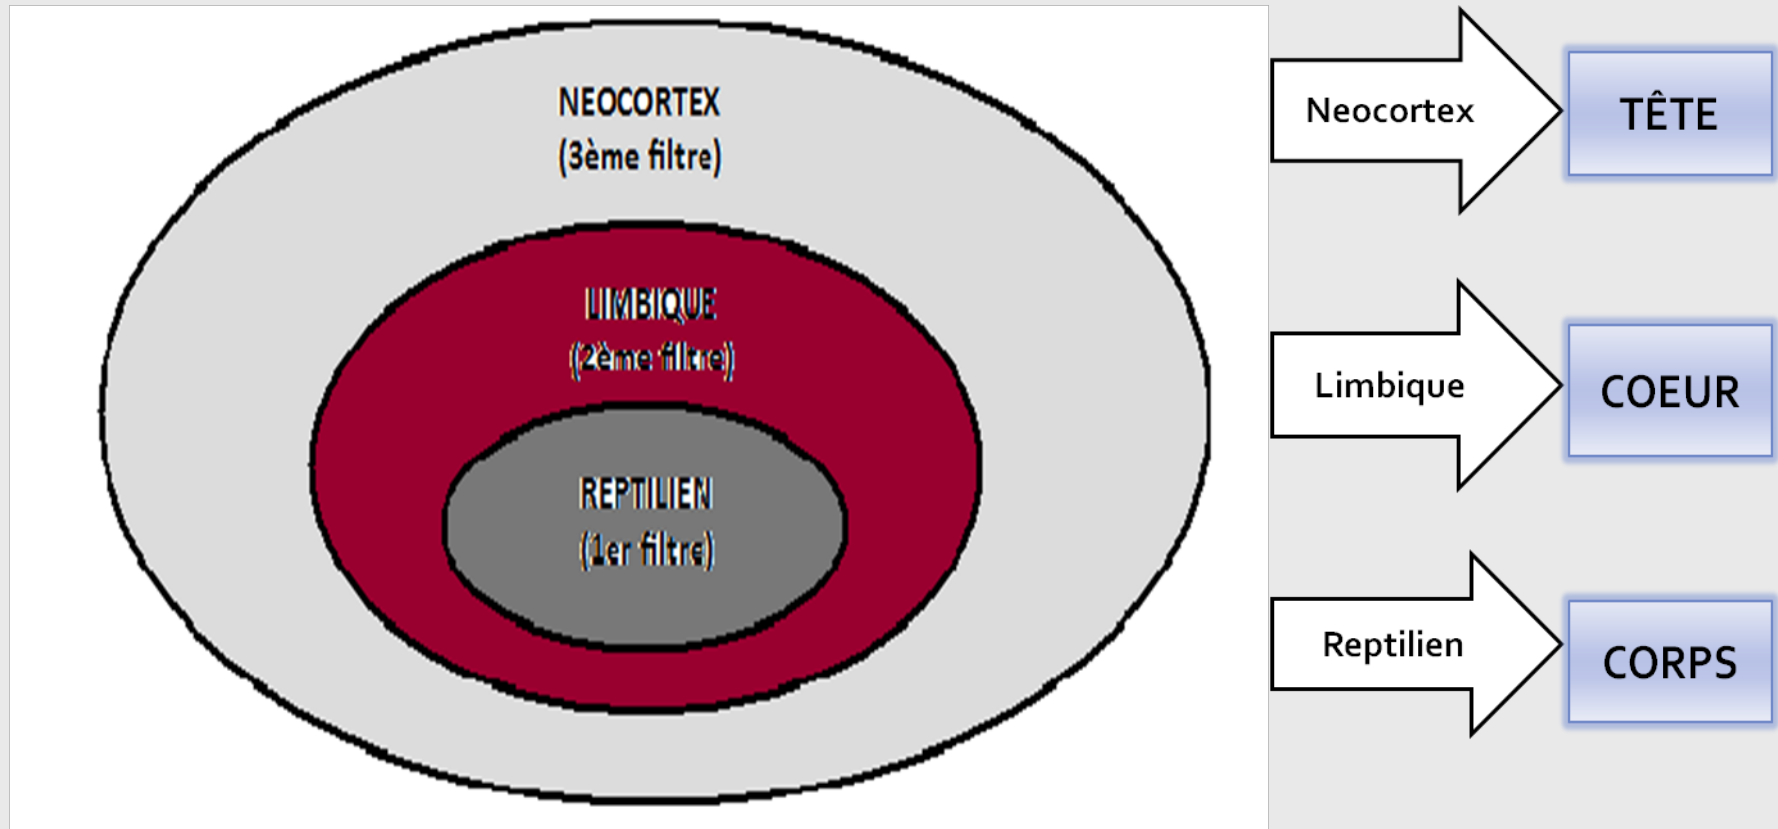 NEOCORTEX
(3ème filtre)
LIMBIQUE
(2ème filtre)
REPTILIEN
(1er filtre)
Neocortex
TÊTE
Limbique
COEUR
Reptilien
CORPS